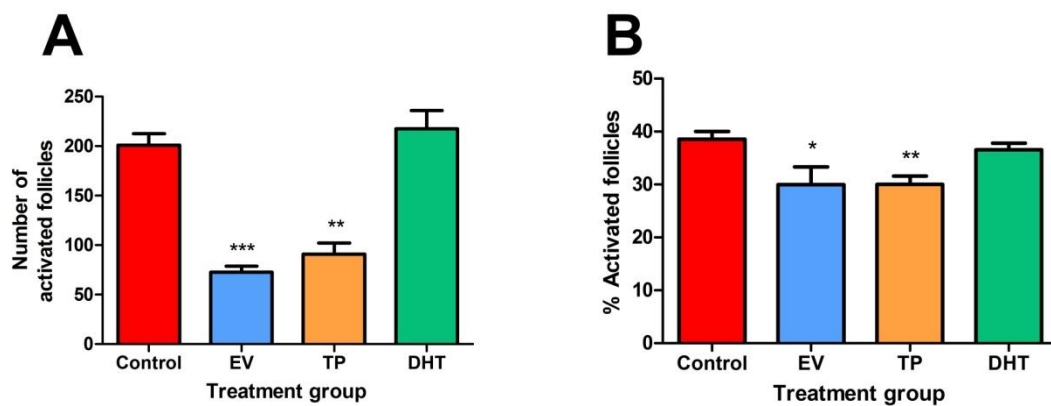 A
Number of
activated follicles
250
200
150
100
50
0
***
**
Control EV TP DHT
Treatment group
B
% Activated follicles
50
40
30
20
10
0
*
**
Control EV TP DHT
Treatment group